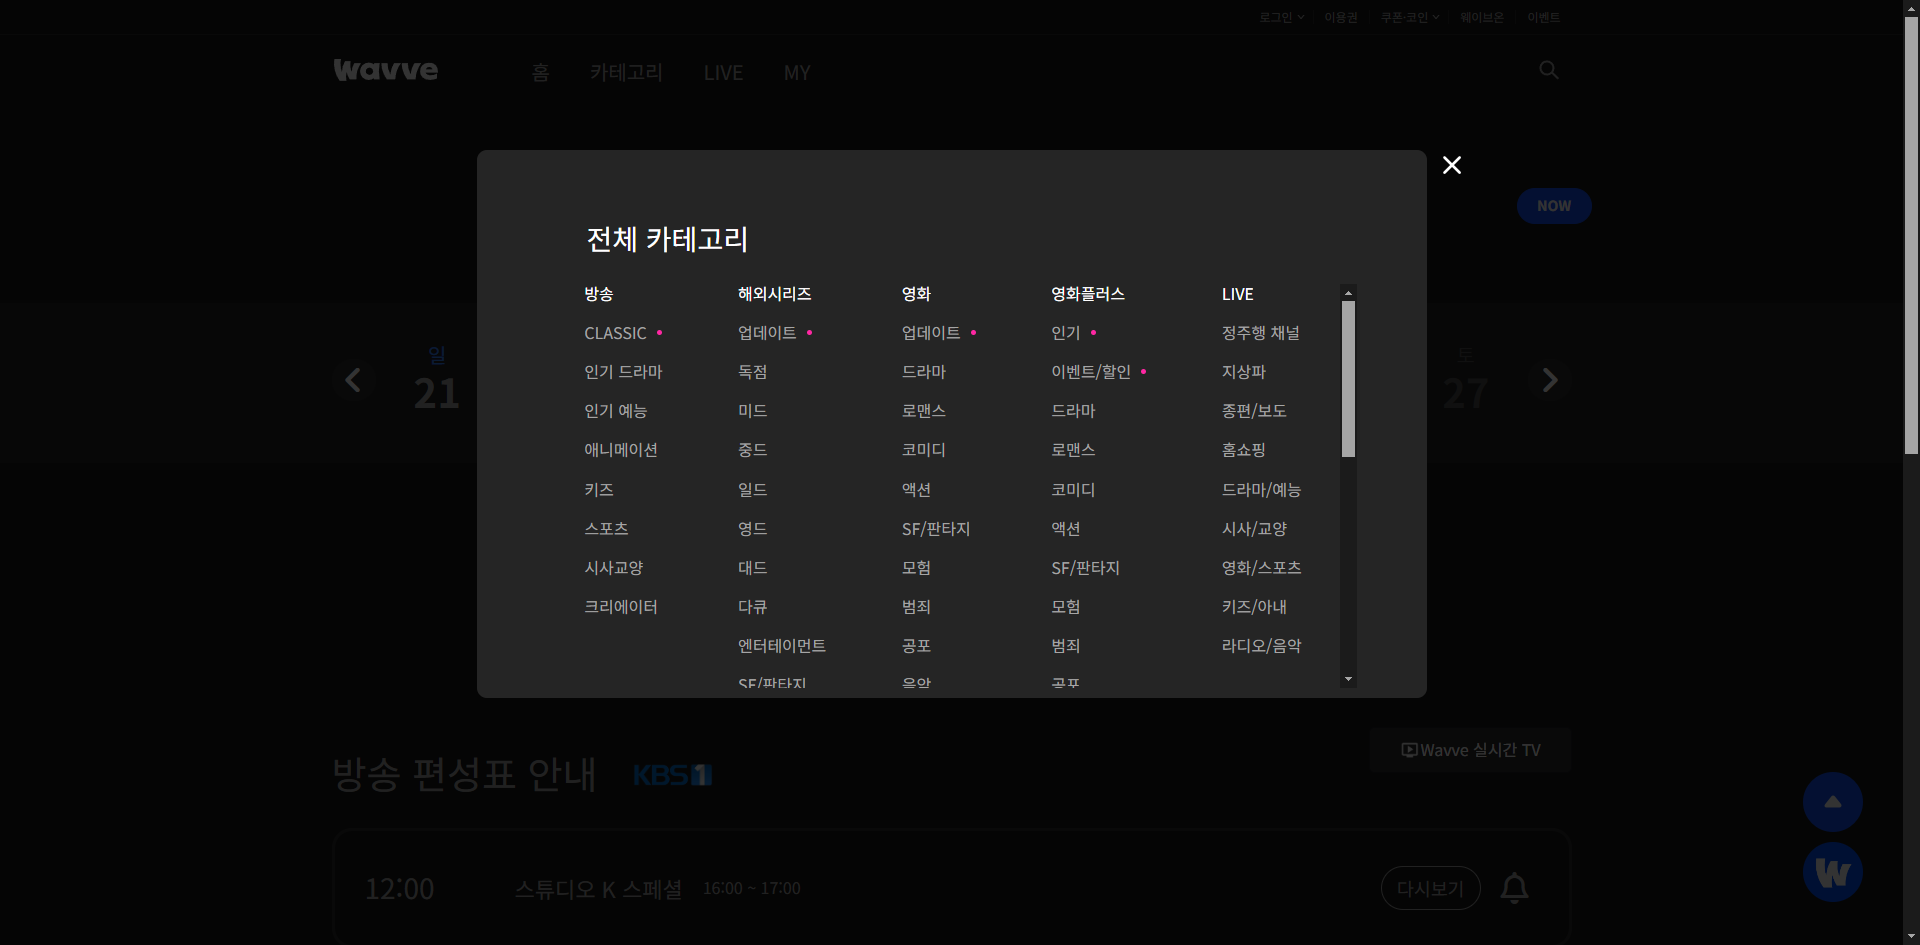 로그인 이용권 쿠폰·코인 웨이브온 이벤트
wavve 홈 카테고리 LIVE MY
NOW
전체 카테고리
방송 해외시리즈 영화 영화플러스 LIVE
CLASSIC 업데이트 업데이트 인기 정주행 채널
인기 드라마 독점 드라마 이벤트/할인 지상파
인기 예능 미드 로맨스 드라마 종편/보도
애니메이션 중드 코미디 로맨스 홈쇼핑
키즈 일드 액션 코미디 드라마/예능
스포츠 영드 SF/판타지 액션 시사/교양
시사교양 대드 모험 SF/판타지 영화/스포츠
크리에이터 다큐 범죄 모험 키즈/아내
엔터테이먼트 공포 범죄 라디오/음악
SF/판타지 음악 공포
일 토
21 27
Wavve 실시간 TV
방송 편성표 안내 KBS1
12:00 스튜디오 K 스페셜 16:00 ~ 17:00 다시보기
W